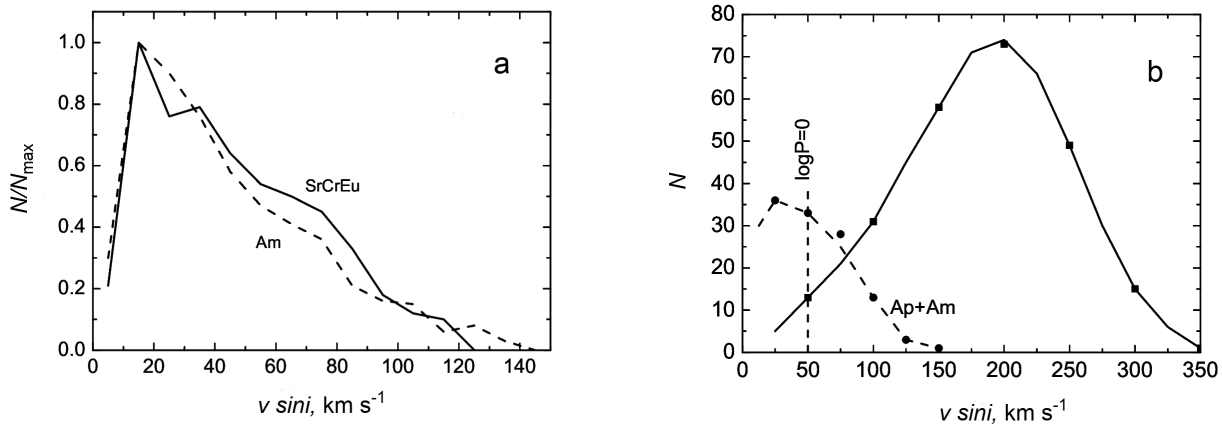 a
1.0
0.8
0.6
0.4
0.2
0.0
N/Nmax
SrCrEu
Am
0 20 40 60 80 100 120 140
v sini, km s⁻¹
b
80
70
60
50
40
30
20
10
0
N
logP=0
Ap+Am
0 50 100 150 200 250 300 350
v sini, km s⁻¹